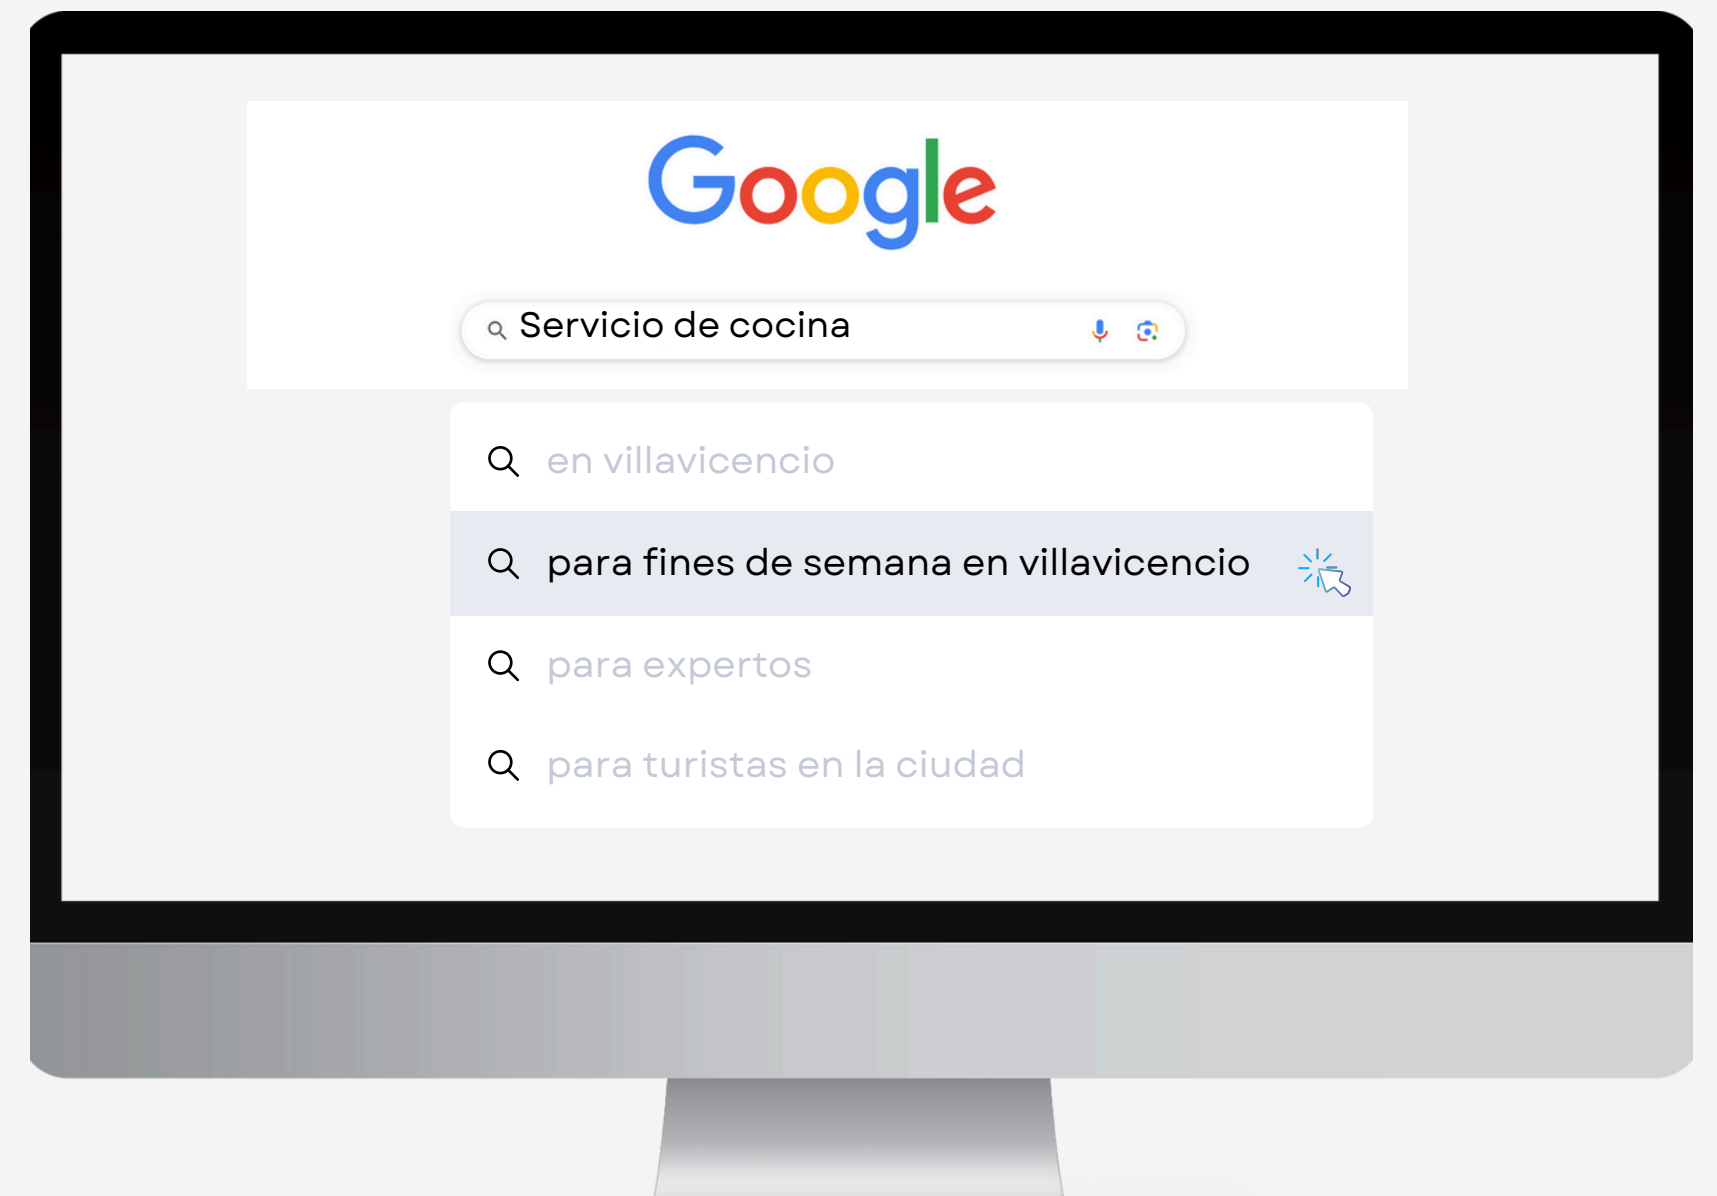 Google
Servicio de cocina
en villavicencio
para fines de semana en villavicencio
para expertos
para turistas en la ciudad